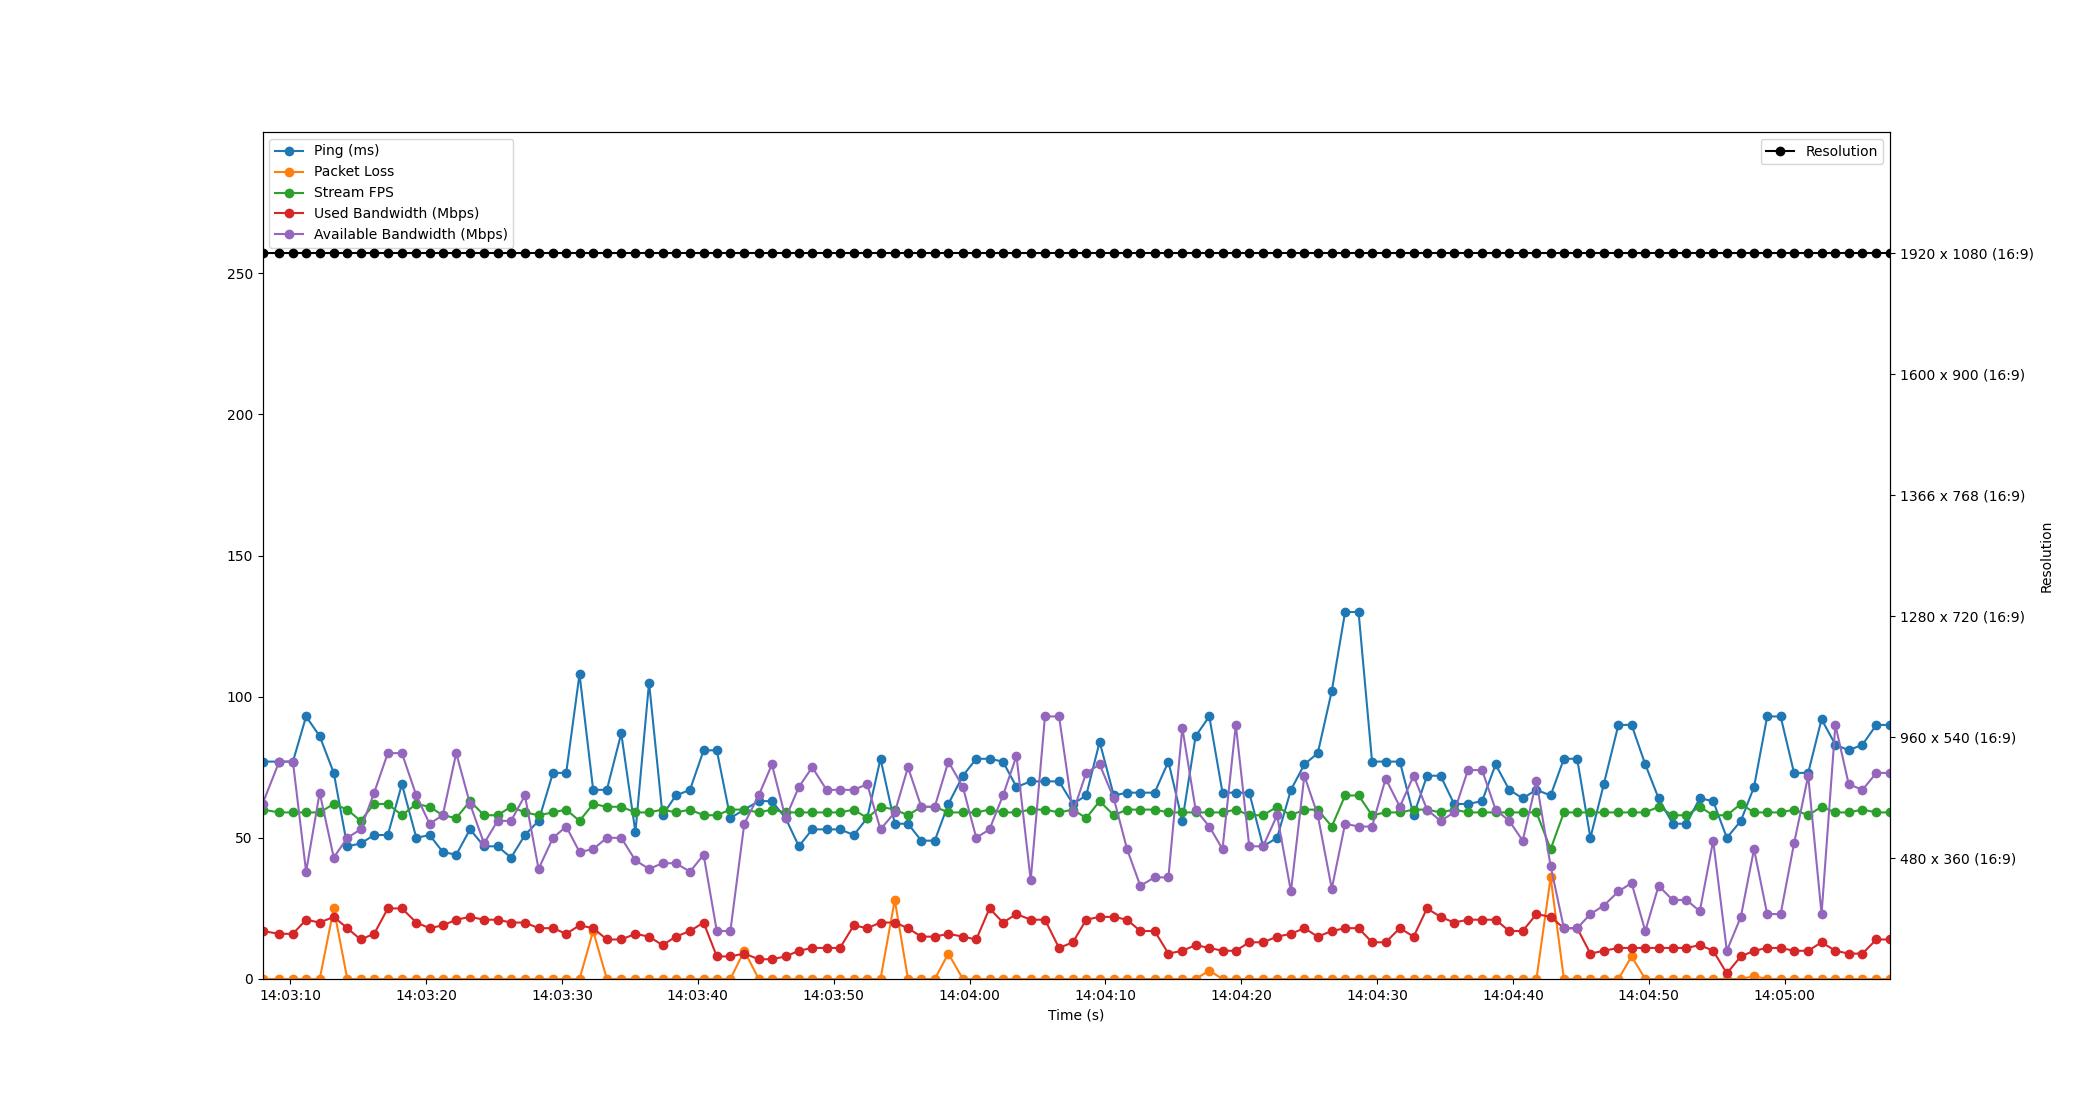 Ping (ms)
Packet Loss
Stream FPS
Used Bandwidth (Mbps)
Available Bandwidth (Mbps)
Resolution
250
200
150
100
50
0
1920 x 1080 (16:9)
1600 x 900 (16:9)
1366 x 768 (16:9)
1280 x 720 (16:9)
960 x 540 (16:9)
480 x 360 (16:9)
Resolution
14:03:10 14:03:20 14:03:30 14:03:40 14:03:50 14:04:00 14:04:10 14:04:20 14:04:30 14:04:40 14:04:50 14:05:00
Time (s)